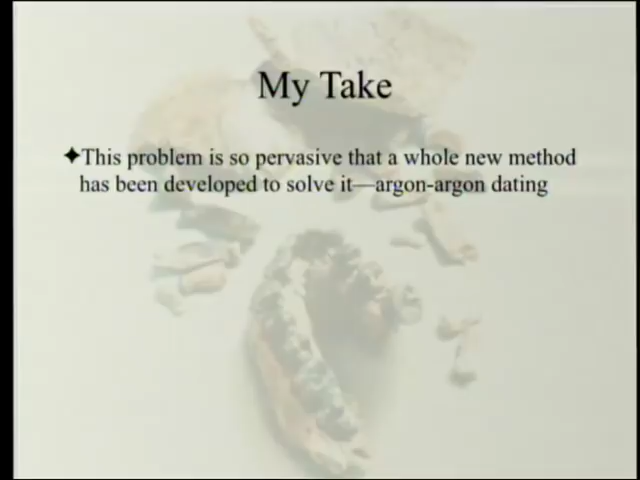 My Take
✦This problem is so pervasive that a whole new method
has been developed to solve it—argon-argon dating